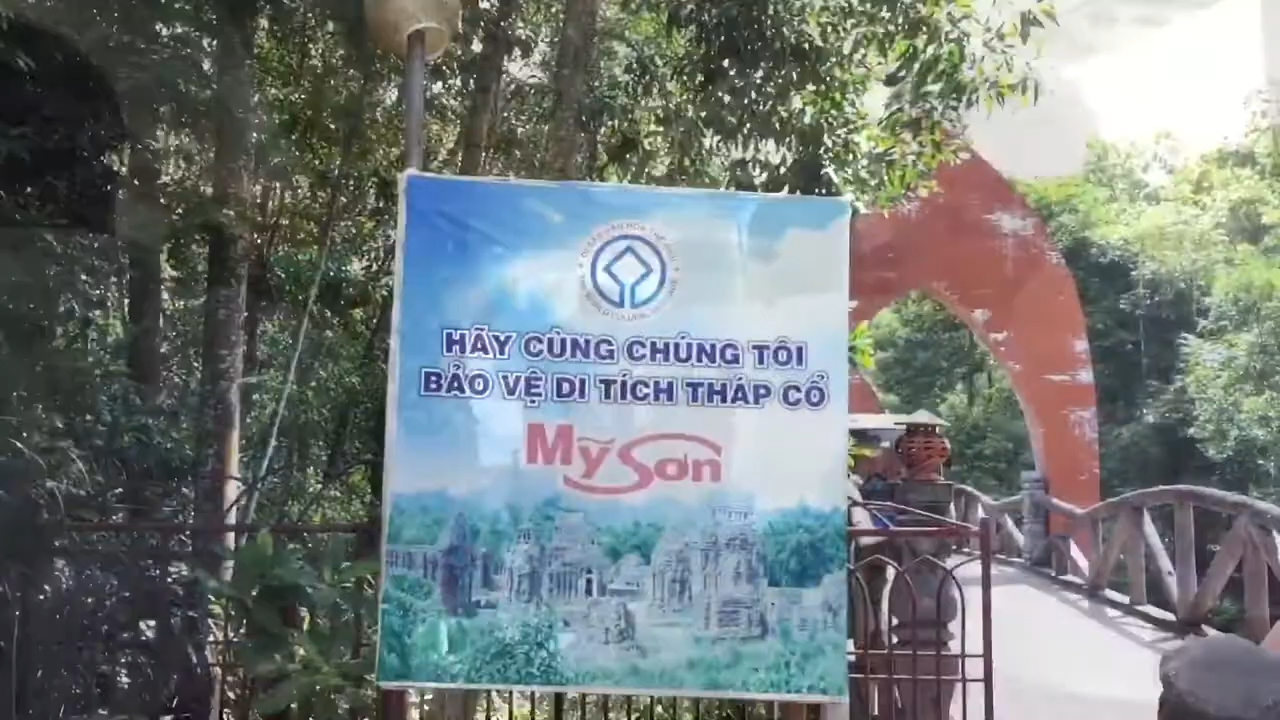 HÃY CÙNG CHÚNG TÔI
BẢO VỆ DI TÍCH THÁP CỔ
Mỹ Sơn